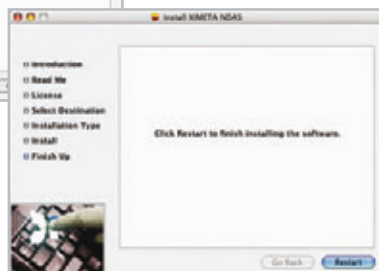 Install XIMETA NDAS
Introduction
Read Me
License
Select Destination
Installation Type
Install
Finish Up
Click Restart to finish installing the software.
Go Back
Restart